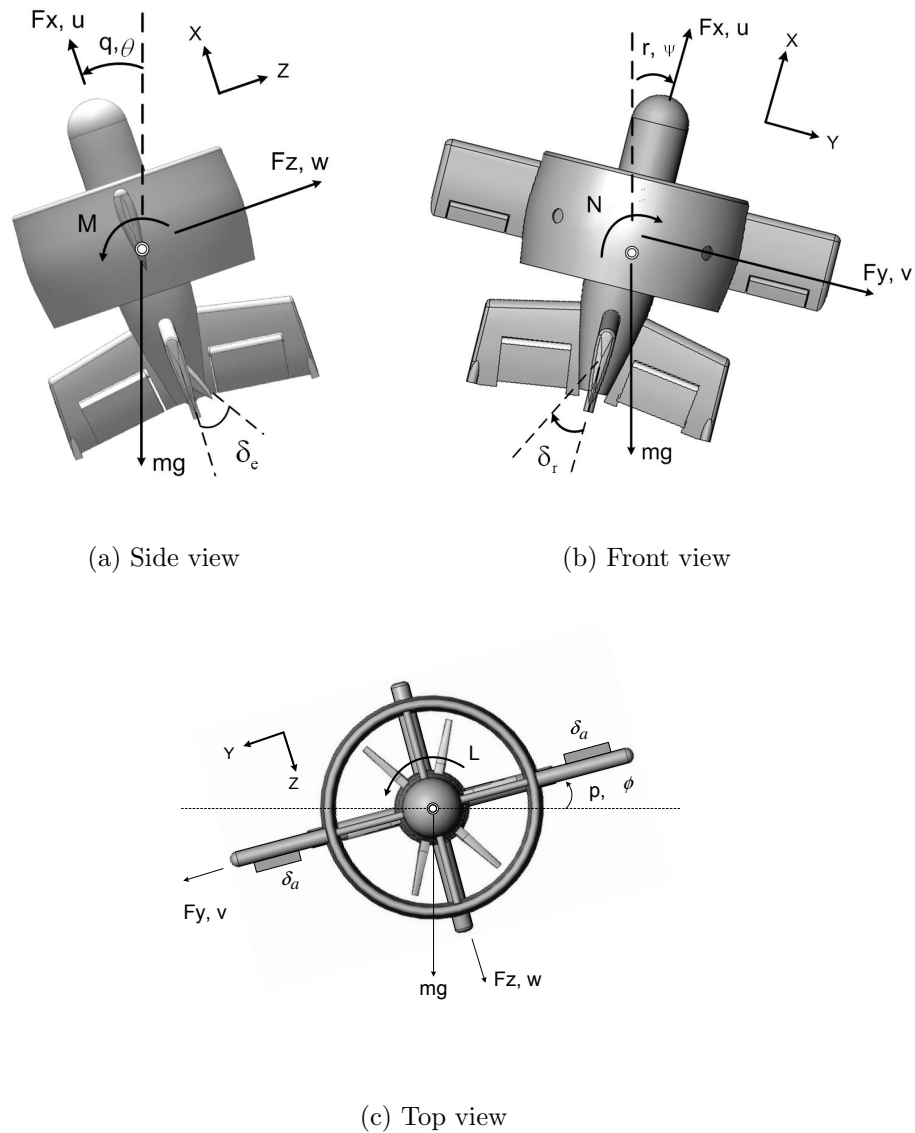 Fx, u
q, θ
X
Z
Fz, w
M
δe
mg
(a) Side view
Fx, u
r, ψ
X
Y
N
Fy, v
δr
mg
(b) Front view
Y
Z
L
δa
p, ϕ
δa
Fy, v
Fz, w
mg
(c) Top view